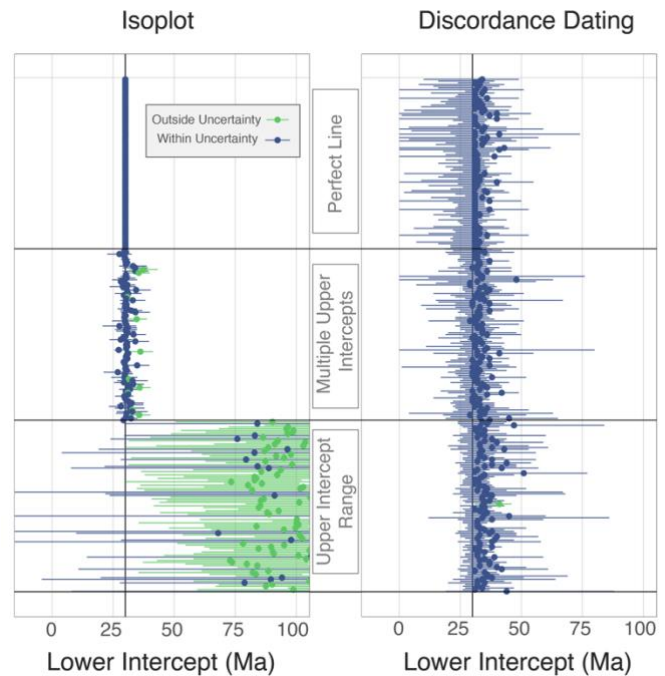 Isoplot
Discordance Dating
Outside Uncertainty
Within Uncertainty
Perfect Line
Multiple Upper
Intercepts
Upper Intercept
Range
0 25 50 75 100
0 25 50 75 100
Lower Intercept (Ma)
Lower Intercept (Ma)